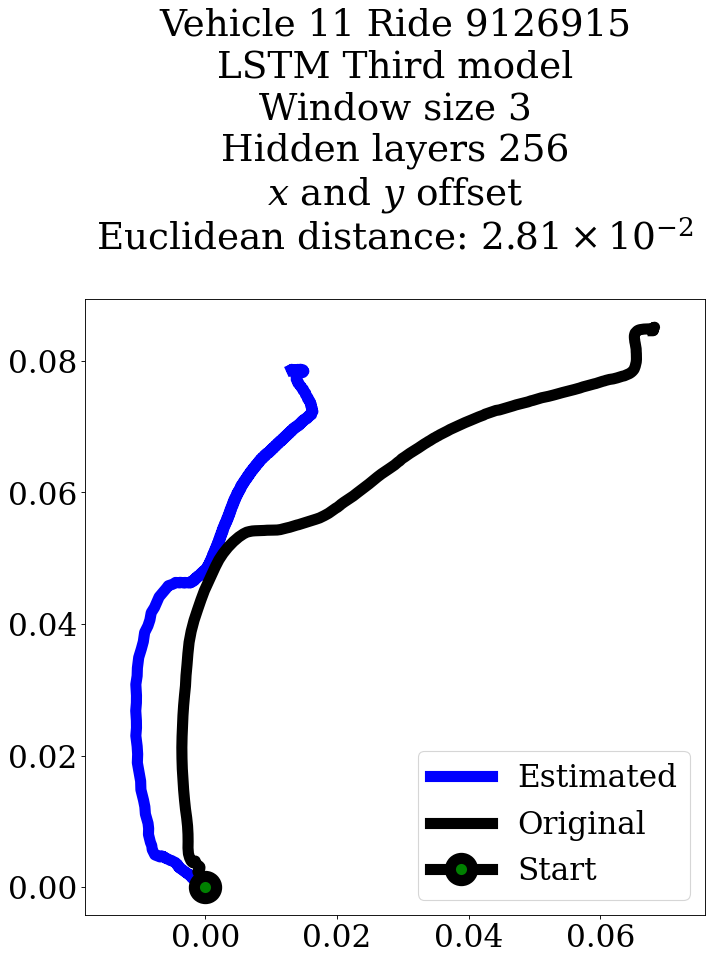 Vehicle 11 Ride 9126915
LSTM Third model
Window size 3
Hidden layers 256
x and y offset
Euclidean distance: 2.81 × 10⁻²
0.08
0.06
0.04
0.02
0.00
Estimated
Original
Start
0.00 0.02 0.04 0.06